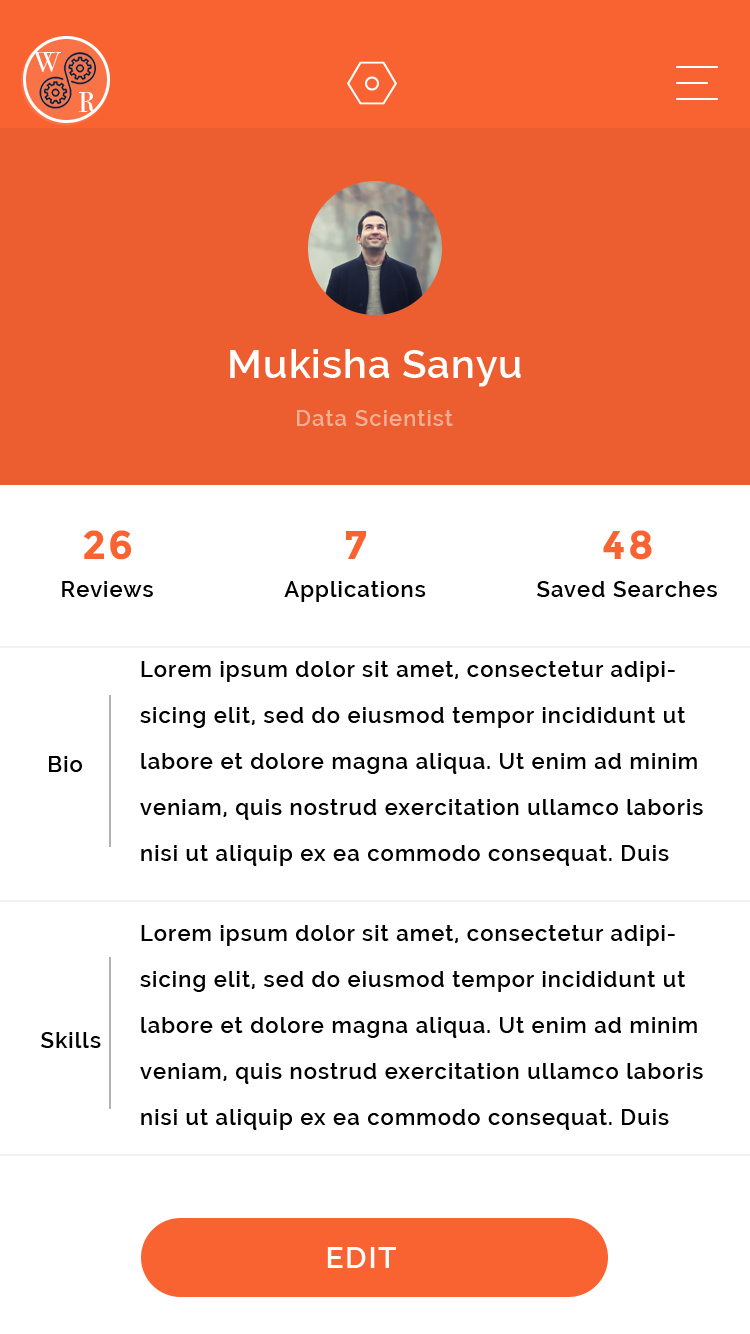 W
R
Mukisha Sanyu
Data Scientist
26
7
48
Reviews
Applications
Saved Searches
Lorem ipsum dolor sit amet, consectetur adipi-
sicing elit, sed do eiusmod tempor incididunt ut
labore et dolore magna aliqua. Ut enim ad minim
veniam, quis nostrud exercitation ullamco laboris
nisi ut aliquip ex ea commodo consequat. Duis
Bio
Lorem ipsum dolor sit amet, consectetur adipi-
sicing elit, sed do eiusmod tempor incididunt ut
labore et dolore magna aliqua. Ut enim ad minim
veniam, quis nostrud exercitation ullamco laboris
nisi ut aliquip ex ea commodo consequat. Duis
Skills
EDIT